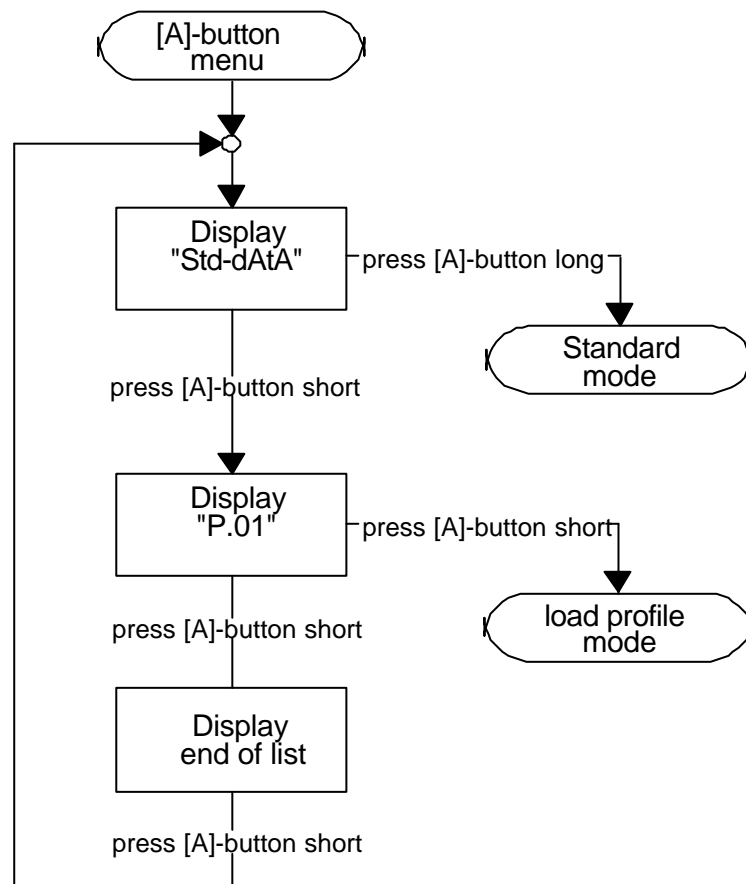 [A]-button
menu
Display
"Std-dAtA"
press [A]-button long
Standard
mode
press [A]-button short
Display
"P.01"
press [A]-button short
load profile
mode
press [A]-button short
Display
end of list
press [A]-button short